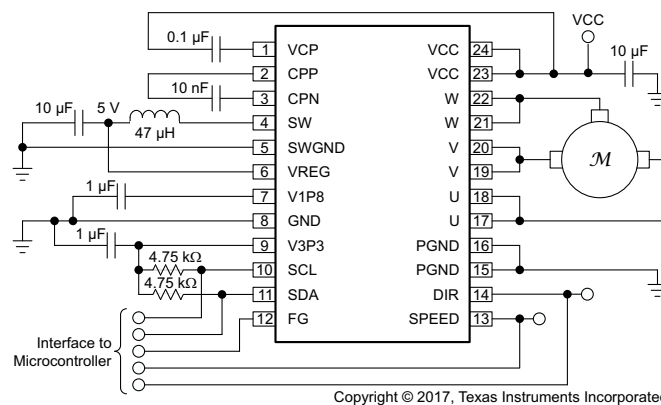 VCC
0.1 µF
10 µF
1 VCP VCC 24
2 CPP VCC 23
10 nF
3 CPN W 22
10 µF 5 V
47 µH
4 SW W 21
5 SWGND V 20
6 VREG V 19
M
1 µF
7 V1P8 U 18
8 GND U 17
1 µF
9 V3P3 PGND 16
4.75 kΩ
10 SCL PGND 15
4.75 kΩ
11 SDA DIR 14
12 FG SPEED 13
Interface to
Microcontroller
Copyright © 2017, Texas Instruments Incorporate